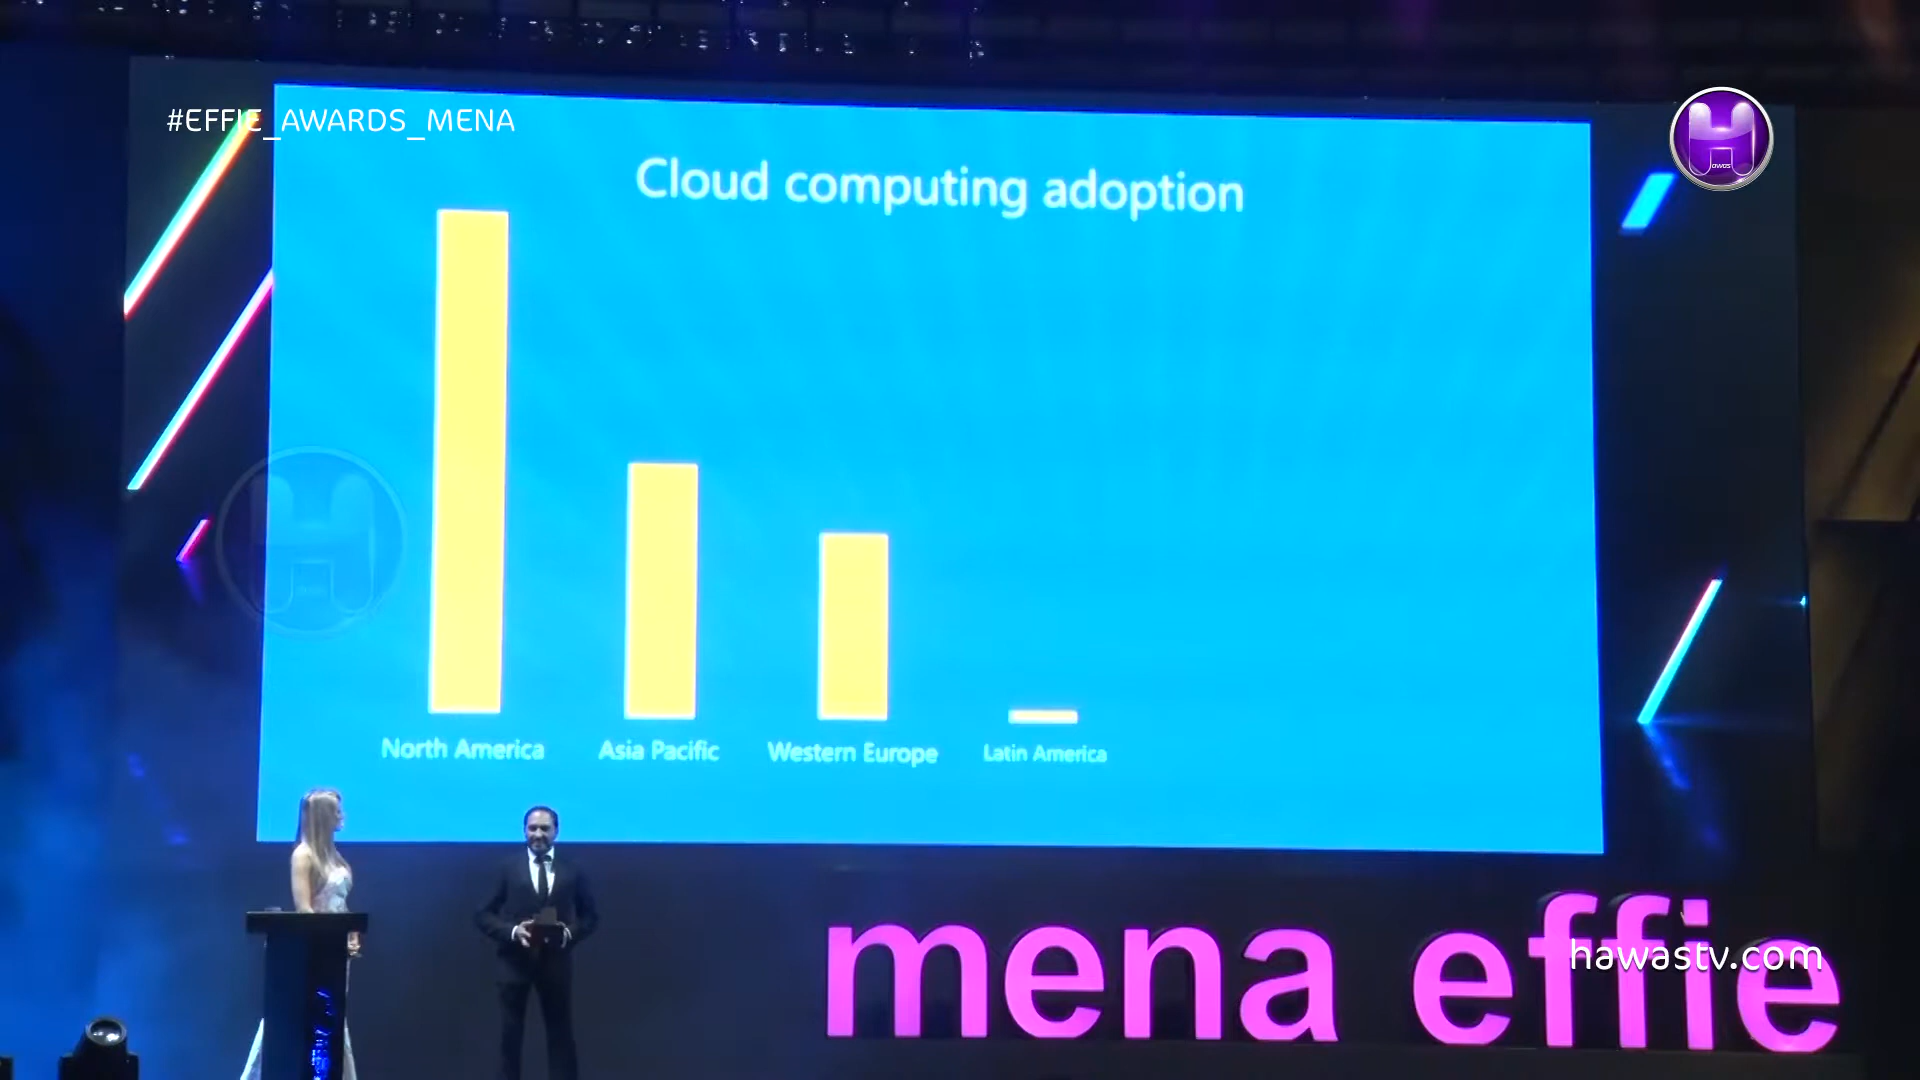 #EFFIE_AWARDS_MENA
Cloud computing adoption
North America
Asia Pacific
Western Europe
Latin America
mena effie
hawastv.com